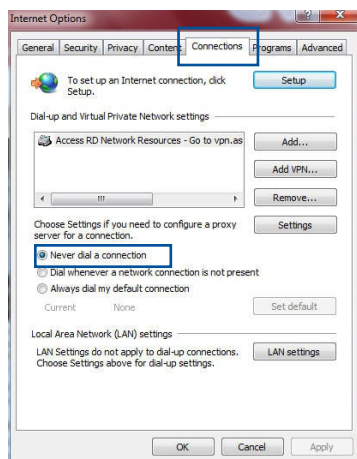 Internet Options
General Security Privacy Content Connections Programs Advanced
To set up an Internet connection, click
Setup.
Setup
Dial-up and Virtual Private Network settings
Access RD Network Resources - Go to vpn.as
Add...
Add VPN...
Remove...
Choose Settings if you need to configure a proxy
server for a connection.
Settings
Never dial a connection
Dial whenever a network connection is not present
Always dial my default connection
Current None
Set default
Local Area Network (LAN) settings
LAN Settings do not apply to dial-up connections.
Choose Settings above for dial-up settings.
LAN settings
OK Cancel Apply